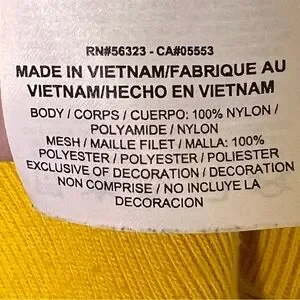 RN#56323 - CA#05553
MADE IN VIETNAM/FABRIQUE AU
VIETNAM/HECHO EN VIETNAM
BODY / CORPS / CUERPO: 100% NYLON /
POLYAMIDE / NYLON
MESH / MAILLE FILET / MALLA: 100%
POLYESTER / POLYESTER / POLIESTER
EXCLUSIVE OF DECORATION / DECORATION
NON COMPRISE / NO INCLUYE LA
DECORACION